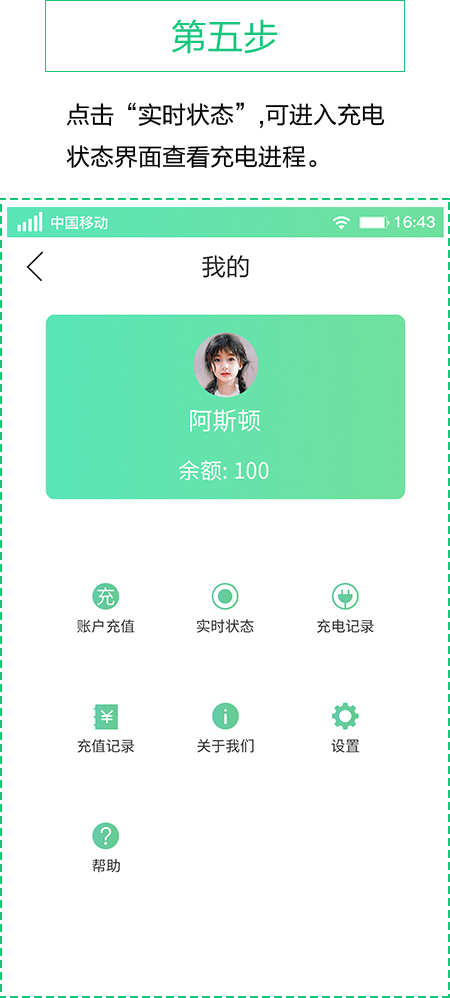 第五步
点击“实时状态”,可进入充电
状态界面查看充电进程。
中国移动 16:43
我的
阿斯顿
余额: 100
充
账户充值 实时状态 充电记录
¥ i
充值记录 关于我们 设置
?
帮助